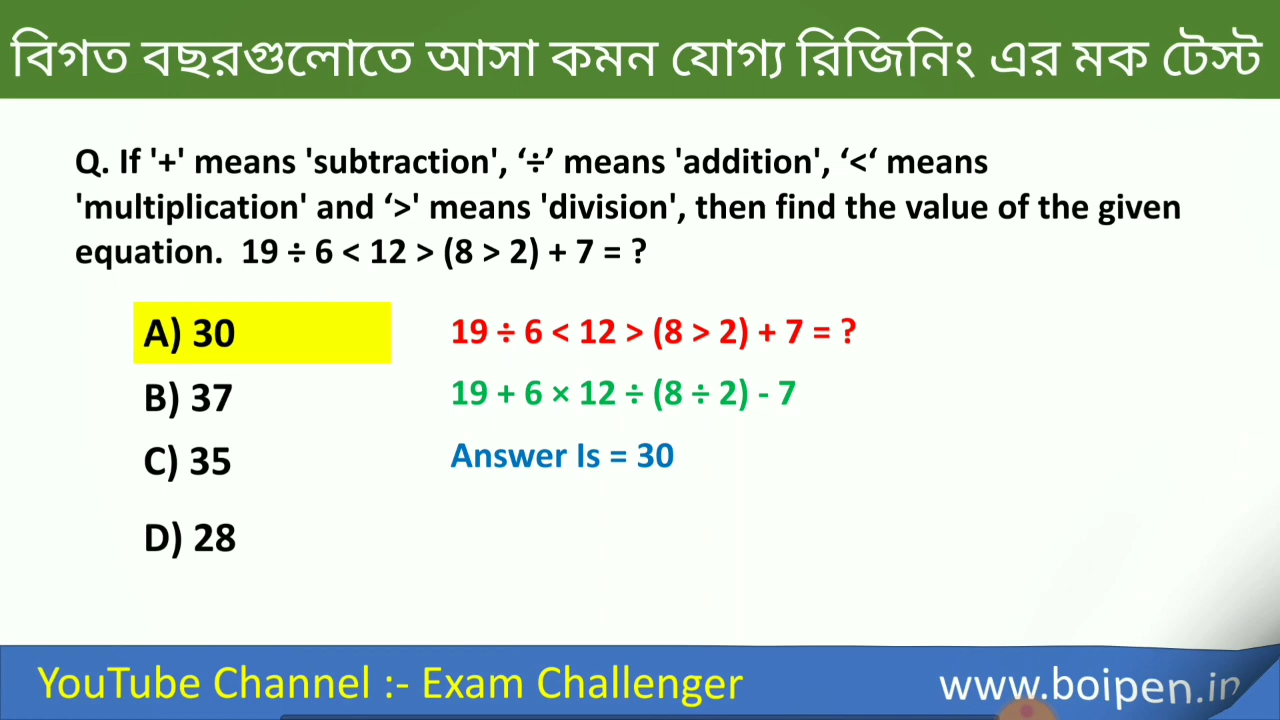 বিগত বছরগুলোতে আসা কমন যোগ্য রিজিনিং এর মক টেস্ট
Q. If '+' means 'subtraction', ‘÷’ means 'addition', ‘<‘ means
'multiplication' and ‘>' means 'division', then find the value of the given
equation. 19 ÷ 6 < 12 > (8 > 2) + 7 = ?
A) 30
B) 37
C) 35
D) 28
19 ÷ 6 < 12 > (8 > 2) + 7 = ?
19 + 6 × 12 ÷ (8 ÷ 2) - 7
Answer Is = 30
YouTube Channel :- Exam Challenger
www.boipen.in